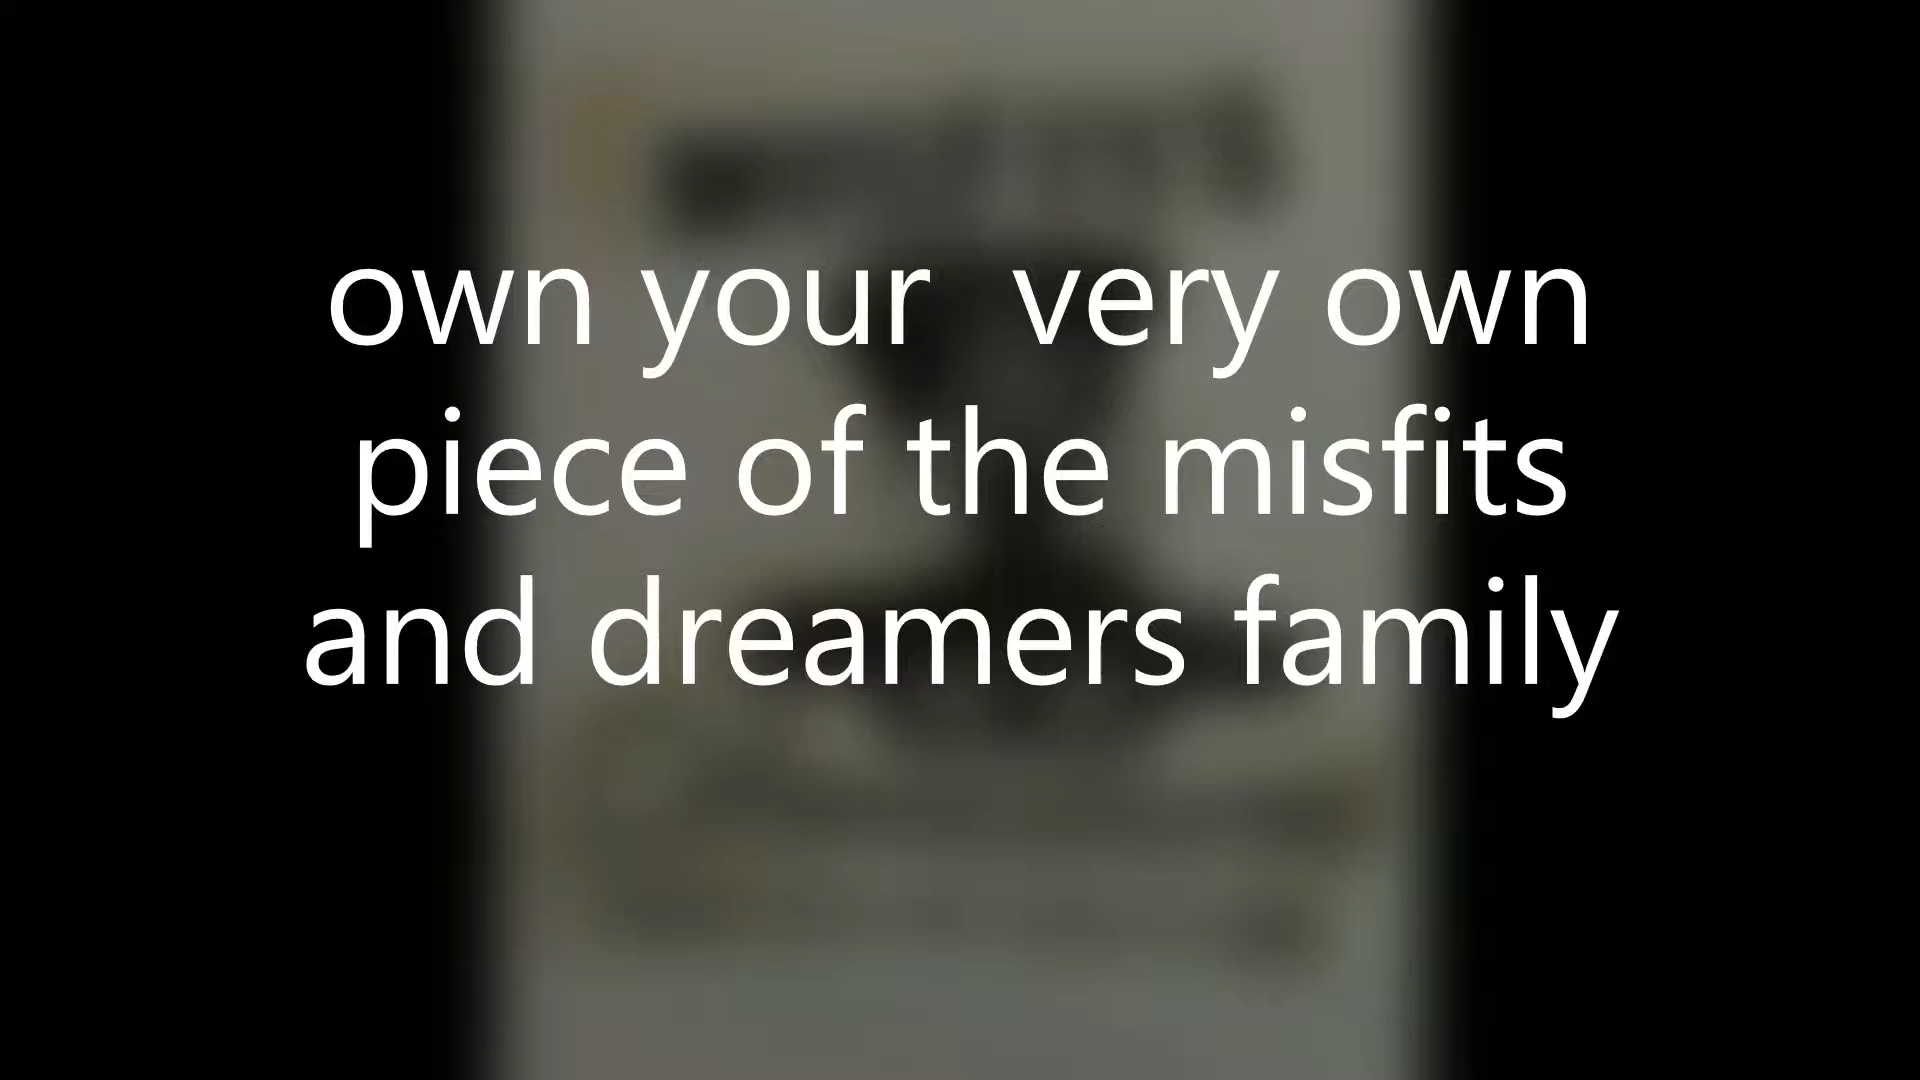 own your  very own
piece of the misfits
and dreamers family